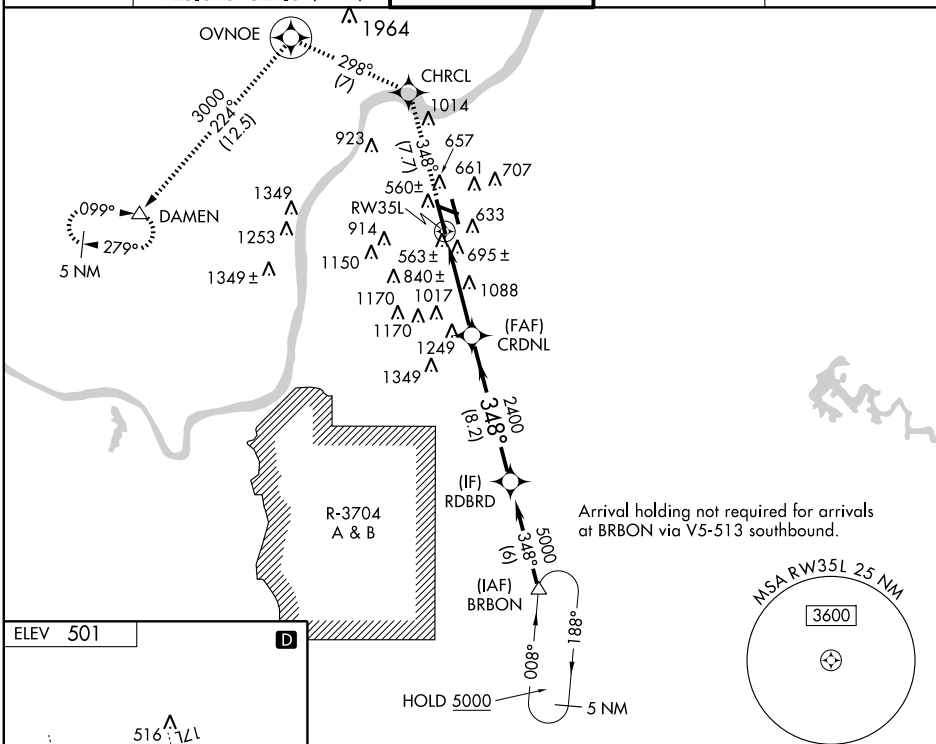 1964
OVNOE
298°
(7)
CHRCL
3000
224°
(12.5)
1014
923
348°
(7.7)
657
661
707
560±
RW35L
633
099°
DAMEN
279°
5 NM
1349
1253
1349±
914
1150
563±
695±
840±
1088
1170
1017
1170
(FAF)
CRDNL
1249
1349
2400
348°
(8.2)
(IF)
RDBRD
R-3704
A & B
Arrival holding not required for arrivals
at BRBON via V5-513 southbound.
5000
348°
(6)
(IAF)
BRBON
MSA RW35L 25 NM
3600
008°
188°
HOLD 5000
5 NM
ELEV 501
D
516
17L